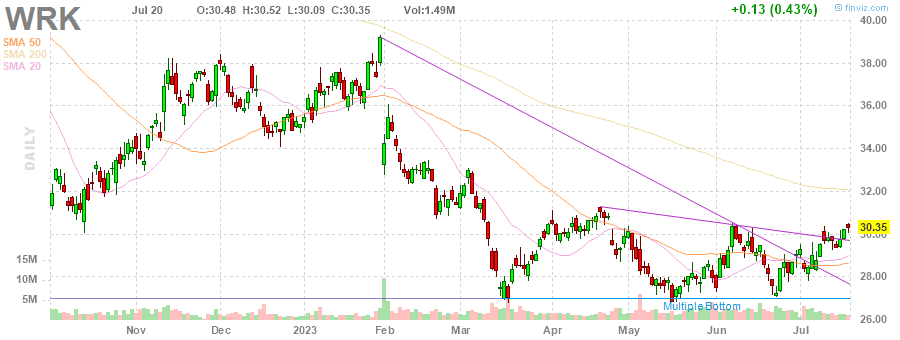 WRK
Jul 20 O:30.48 H:30.52 L:30.09 C:30.35 Vol:1.49M
© finviz.com
+0.13 (0.43%)
SMA 50
SMA 200
SMA 20
DAILY
40.00
38.00
36.00
34.00
32.00
30.35
30.00
28.00
26.00
15M
10M
5M
Multiple Bottom
Nov Dec 2023 Feb Mar Apr May Jun Jul